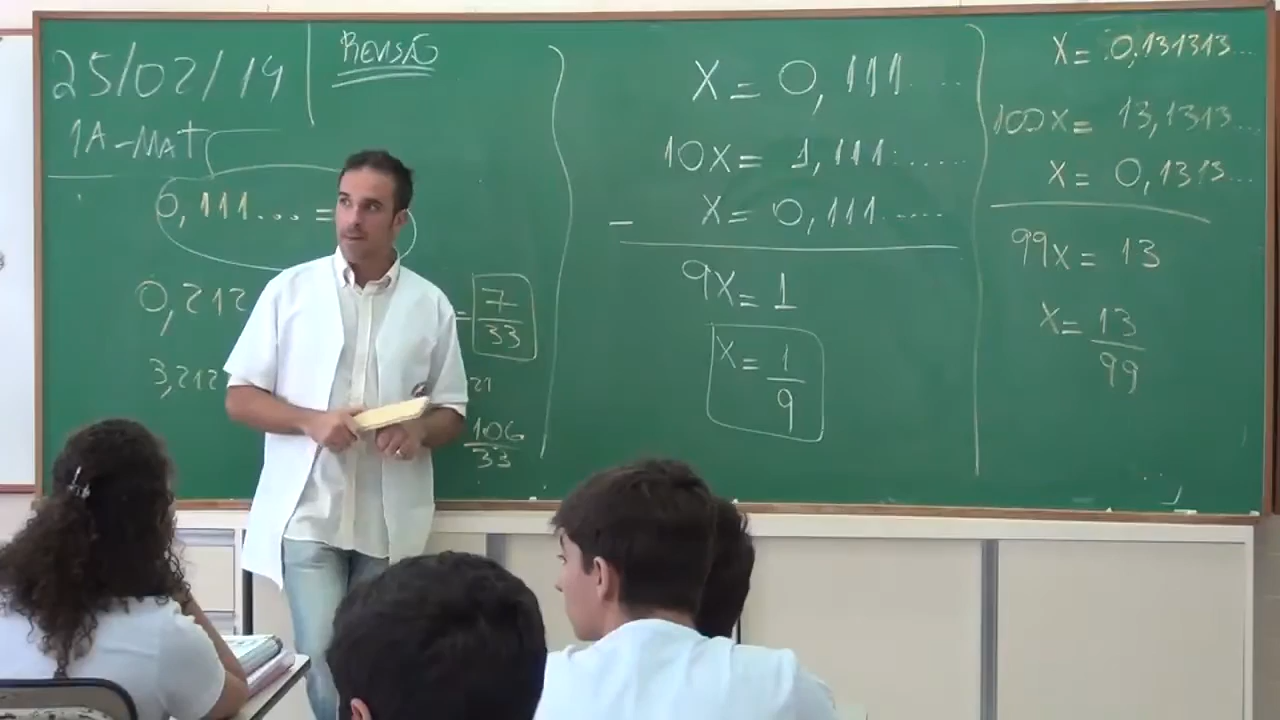 25/02/19
1A-MAT
REVISÃO
0,111... =
0,212
= 7/33
3,212
21
106/33
X = 0,111.....
10X = 1,111......
- X = 0,111.....
9X = 1
X = 1/9
X = 0,131313...
100X = 13,1313...
X = 0,1313...
99X = 13
X = 13/99